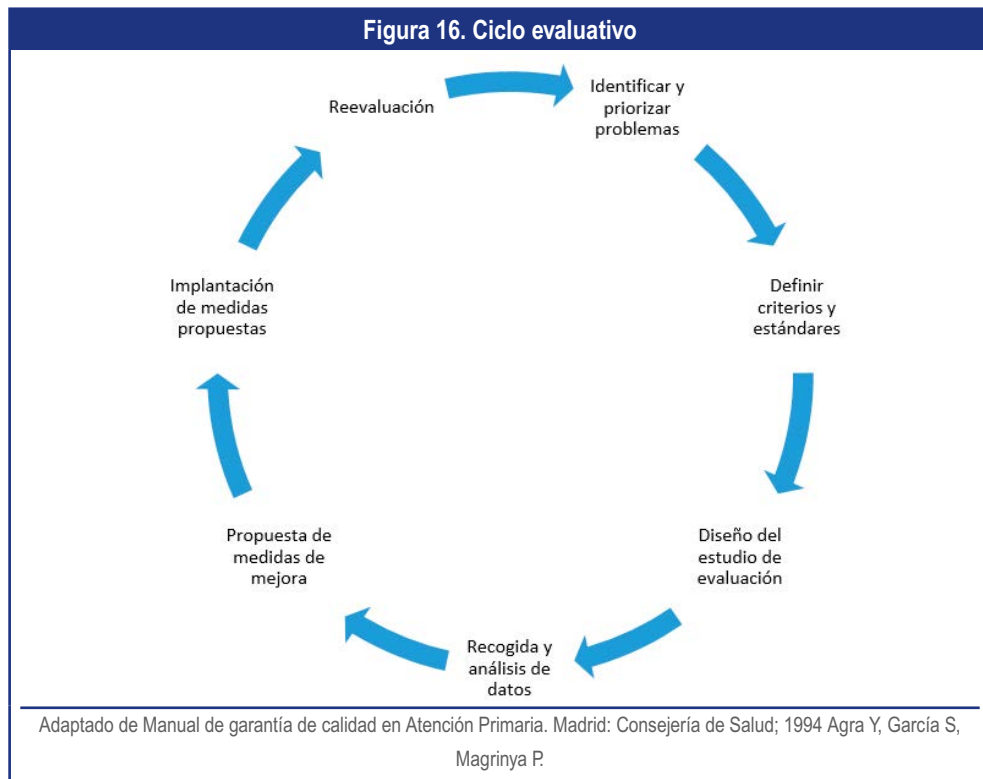 Figura 16. Ciclo evaluativo
Reevaluación
Identificar y
priorizar
problemas
Definir
criterios y
estándares
Diseño del
estudio de
evaluación
Recogida y
análisis de
datos
Propuesta de
medidas de
mejora
Implantación
de medidas
propuestas
Adaptado de Manual de garantía de calidad en Atención Primaria. Madrid: Consejería de Salud; 1994 Agra Y, García S,
Magrinya P.